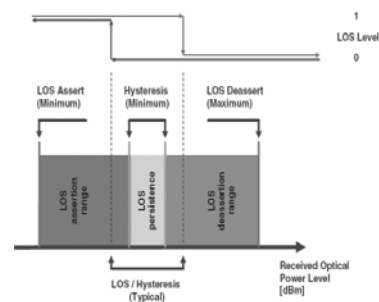 1
LOS Level
0
LOS Assert
(Minimum)
Hysteresis
(Minimum)
LOS Deassert
(Maximum)
LOS
assertion
range
LOS
persistence
LOS
deassertion
range
Received Optical
Power Level
[dBm]
LOS / Hysteresis
(Typical)